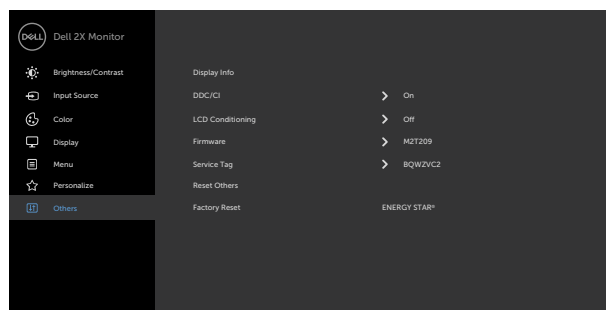 DELL
Dell 2X Monitor
Brightness/Contrast
Display Info
Input Source
DDC/CI
On
Color
LCD Conditioning
Off
Display
Firmware
M2T209
Menu
Service Tag
BQWZVC2
Personalize
Reset Others
Others
Factory Reset
ENERGY STAR®